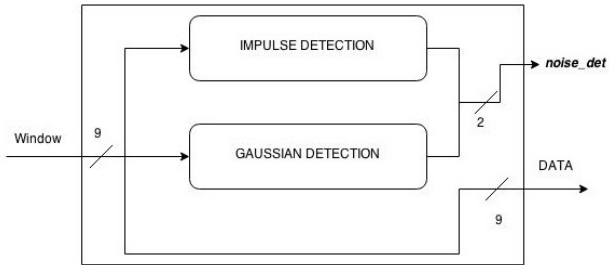 IMPULSE DETECTION
noise_det
2
Window
9
GAUSSIAN DETECTION
DATA
9